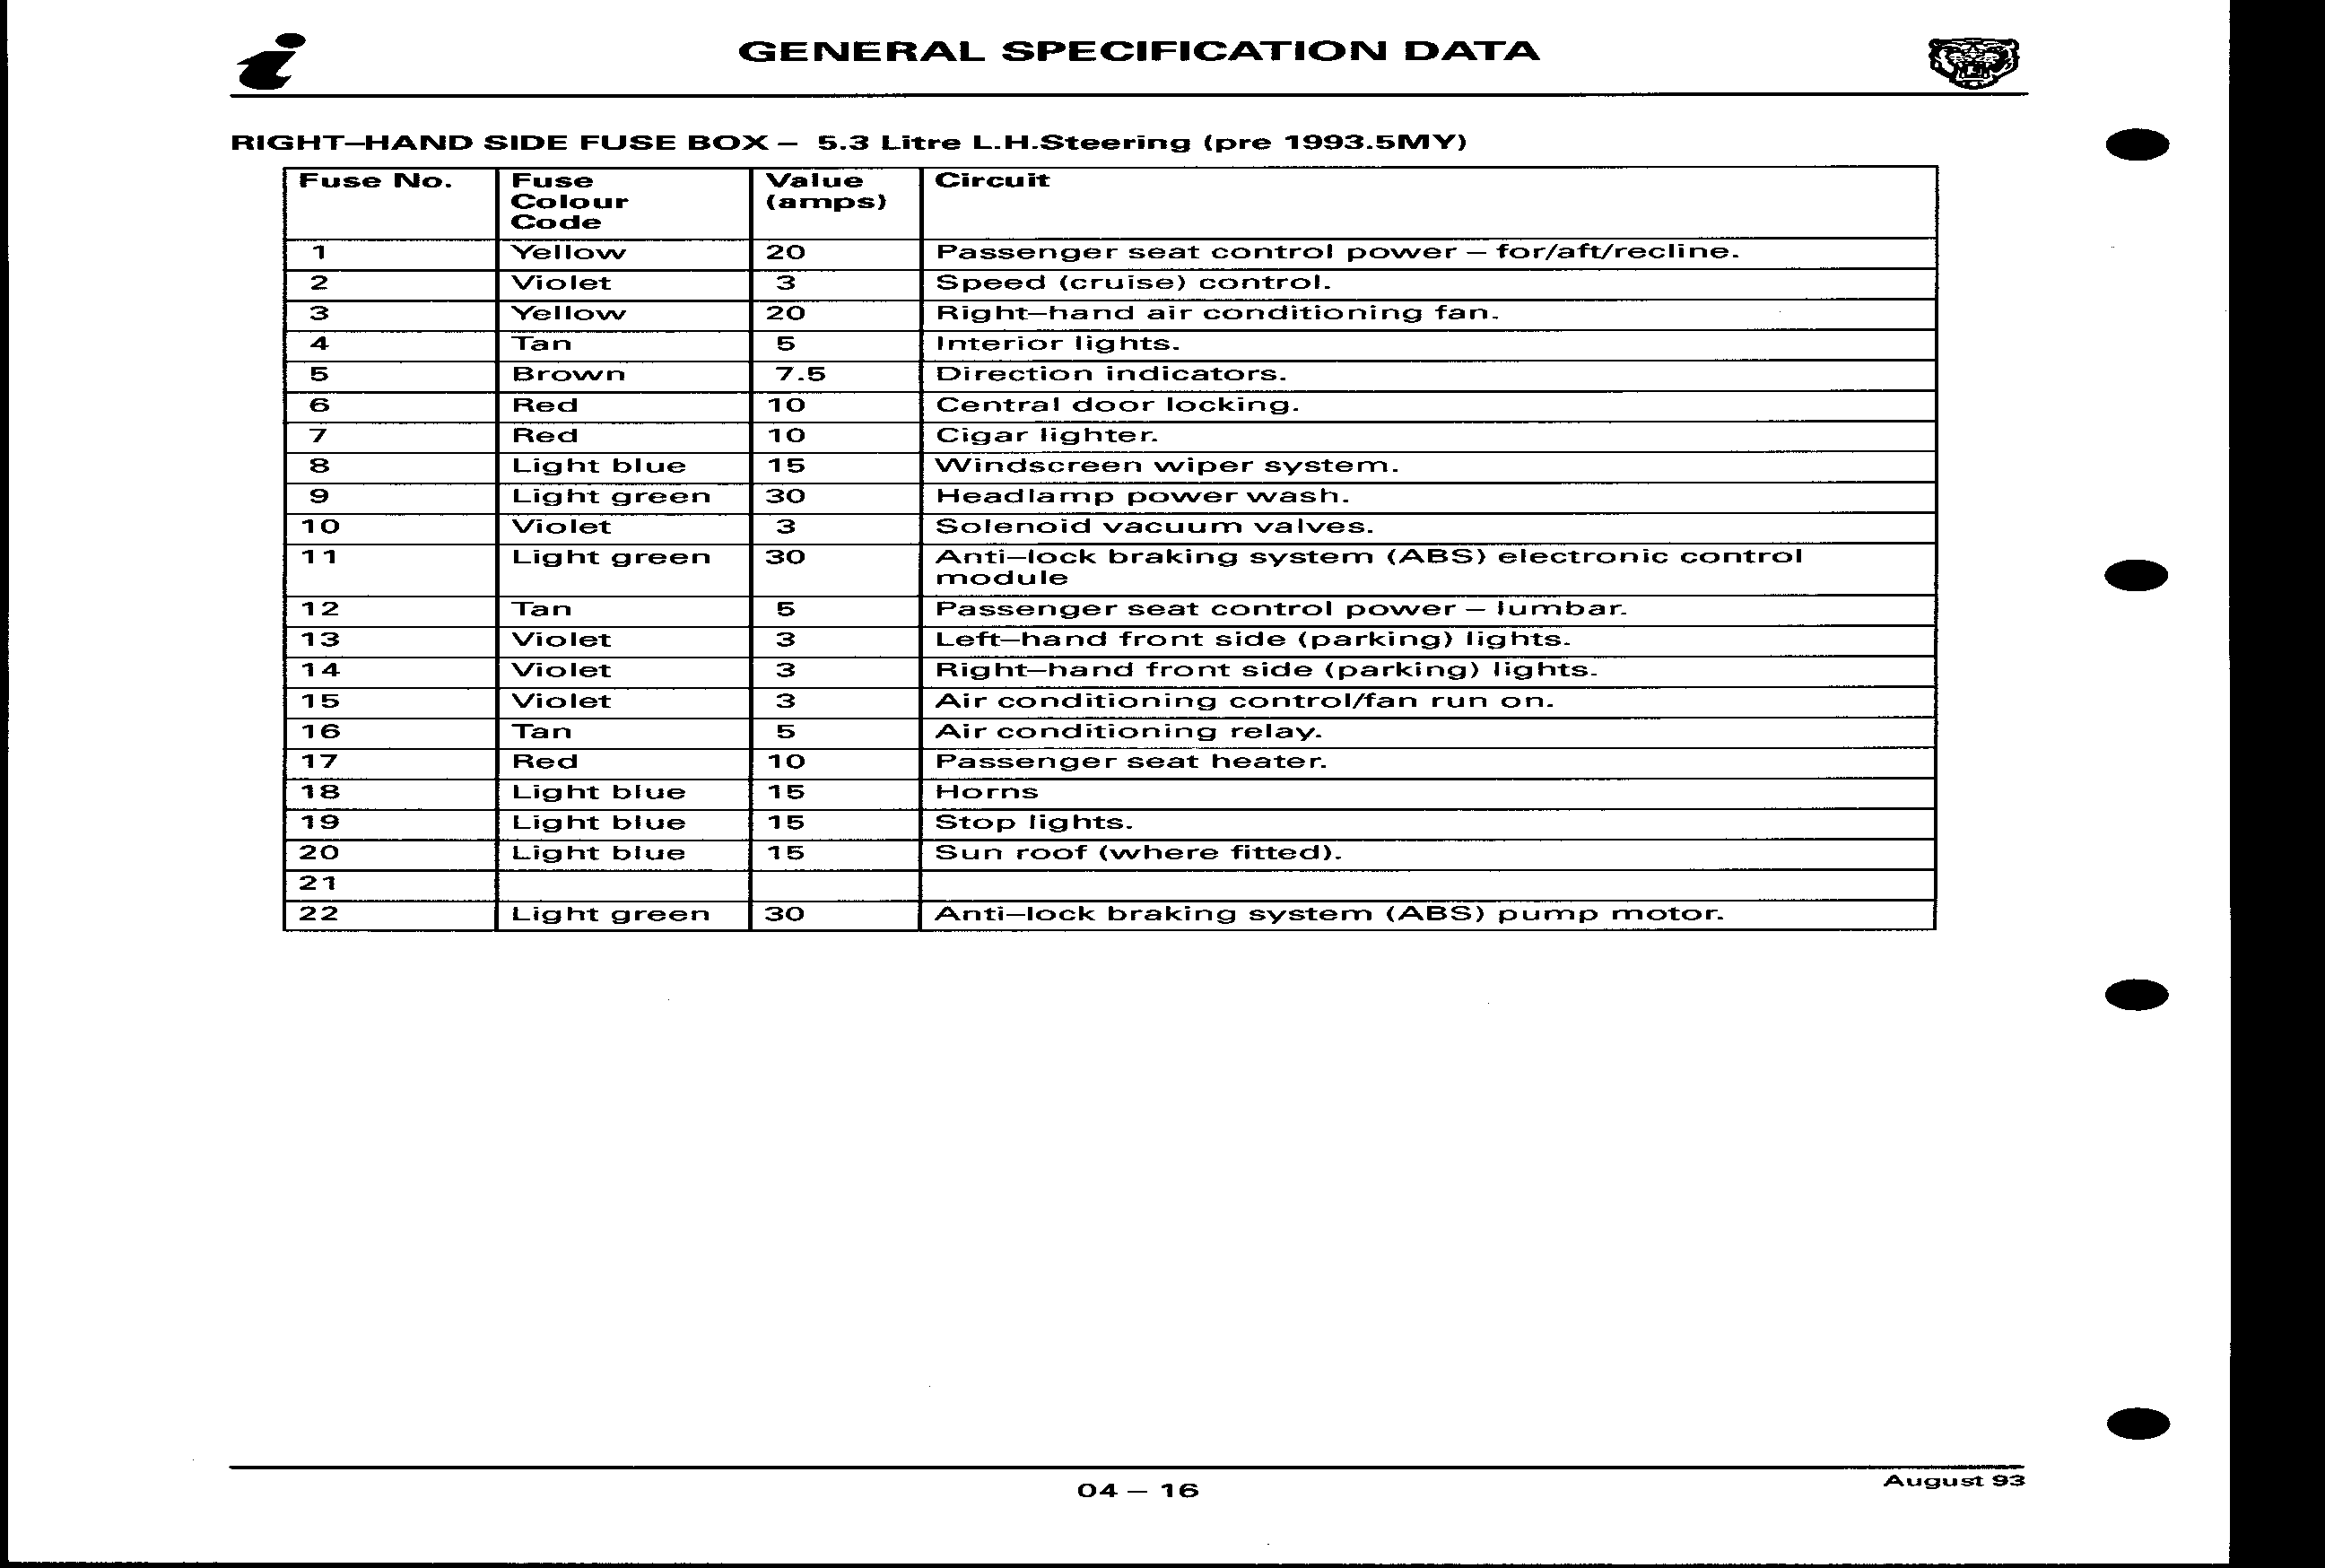 GENERAL SPECIFICATION DATA
RIGHT–HAND SIDE FUSE BOX – 5.3 Litre L.H.Steering (pre 1993.5MY)
Fuse No. Fuse Colour Code Value (amps) Circuit
1 Yellow 20 Passenger seat control power – for/aft/recline.
2 Violet 3 Speed (cruise) control.
3 Yellow 20 Right–hand air conditioning fan.
4 Tan 5 Interior lights.
5 Brown 7.5 Direction indicators.
6 Red 10 Central door locking.
7 Red 10 Cigar lighter.
8 Light blue 15 Windscreen wiper system.
9 Light green 30 Headlamp power wash.
10 Violet 3 Solenoid vacuum valves.
11 Light green 30 Anti–lock braking system (ABS) electronic control
module
12 Tan 5 Passenger seat control power – lumbar.
13 Violet 3 Left–hand front side (parking) lights.
14 Violet 3 Right–hand front side (parking) lights.
15 Violet 3 Air conditioning control/fan run on.
16 Tan 5 Air conditioning relay.
17 Red 10 Passenger seat heater.
18 Light blue 15 Horns
19 Light blue 15 Stop lights.
20 Light blue 15 Sun roof (where fitted).
21
22 Light green 30 Anti–lock braking system (ABS) pump motor.
04 – 16
August 93